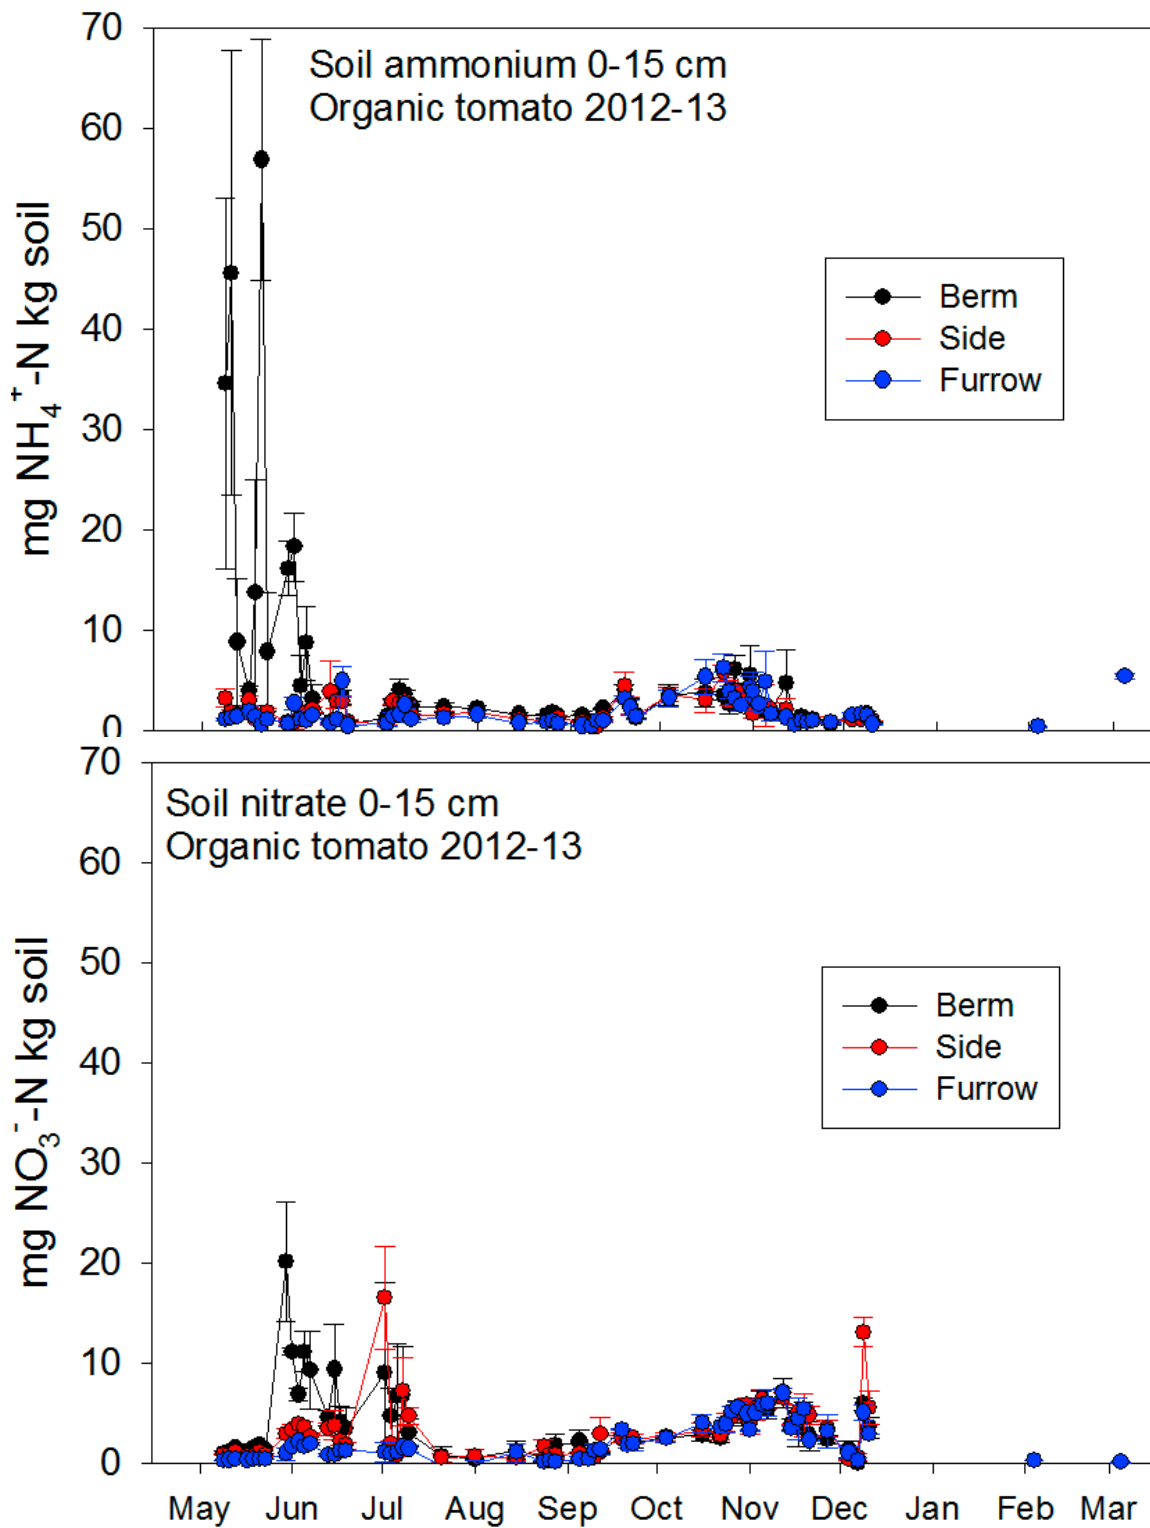 70
Soil ammonium 0-15 cm
Organic tomato 2012-13
60
50
40
30
20
10
0
mg NH₄⁺-N kg soil
Berm
Side
Furrow
70
Soil nitrate 0-15 cm
Organic tomato 2012-13
60
50
40
30
20
10
0
mg NO₃⁻-N kg soil
Berm
Side
Furrow
May Jun Jul Aug Sep Oct Nov Dec Jan Feb Mar